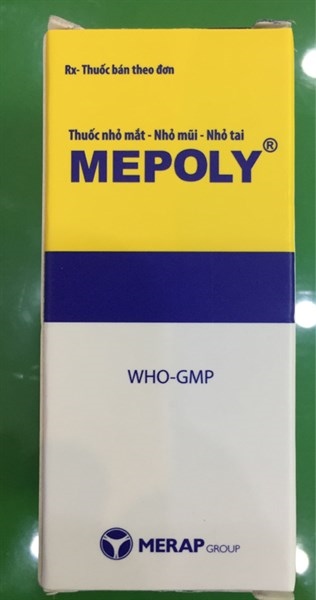 Rx- Thuốc bán theo đơn
Thuốc nhỏ mắt - Nhỏ mũi - Nhỏ tai
MEPOLY®
WHO-GMP
MERAP GROUP